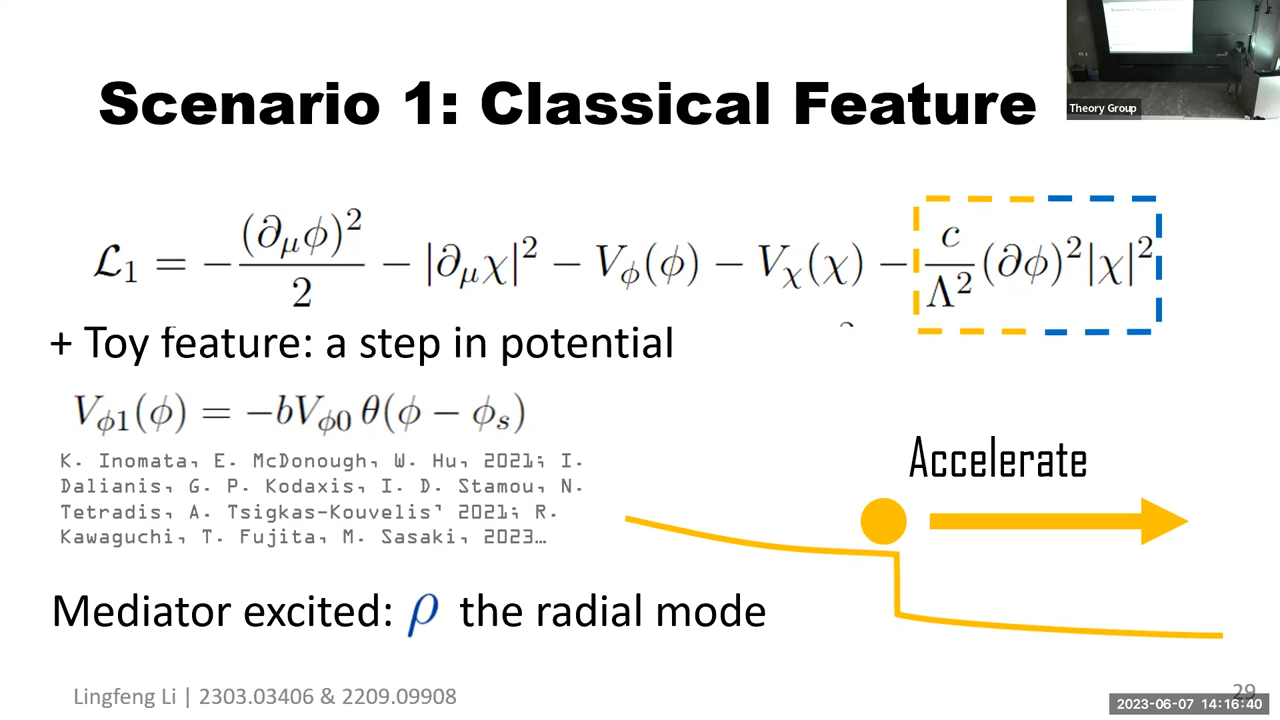 Scenario 1: Classical Feature
Theory Group
ℒ₁ = −(∂_μϕ)²/2 − |∂_μχ|² − V_ϕ(ϕ) − V_χ(χ) − c/Λ² (∂ϕ)²|χ|²
+ Toy feature: a step in potential
V_ϕ1(ϕ) = −bV_ϕ0 θ(ϕ − ϕ_s)
K. Inomata, E. McDonough, W. Hu, 2021; I.
Dalianis, G. P. Kodaxis, I. D. Stamou, N.
Tetradis, A. Tsigkas-Kouvelis' 2021; R.
Kawaguchi, T. Fujita, M. Sasaki, 2023…
Accelerate
Mediator excited: ρ the radial mode
Lingfeng Li | 2303.03406 & 2209.09908
29
2023-06-07 14:16:40